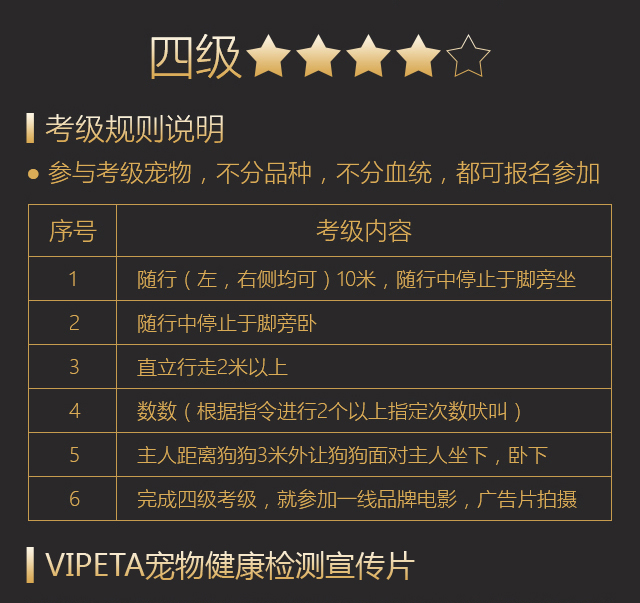 四级
考级规则说明
● 参与考级宠物，不分品种，不分血统，都可报名参加
序号 考级内容
1 随行（左，右侧均可）10米，随行中停止于脚旁坐
2 随行中停止于脚旁卧
3 直立行走2米以上
4 数数（根据指令进行2个以上指定次数吠叫）
5 主人距离狗狗3米外让狗狗面对主人坐下，卧下
6 完成四级考级，就参加一线品牌电影，广告片拍摄
VIPETA宠物健康检测宣传片